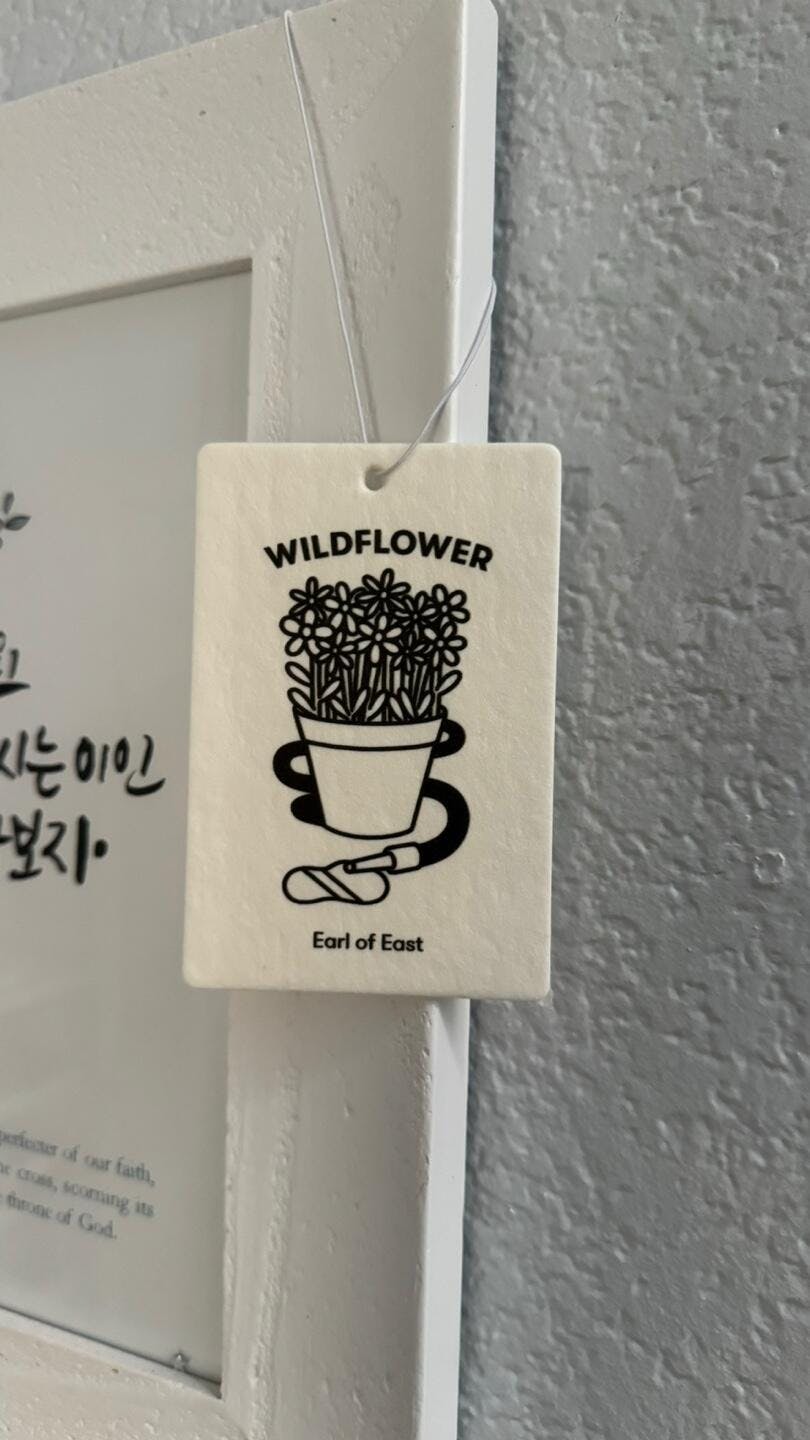 시는 이인
보자.
perfecter of our faith,
cross, scorning its
throne of God.
WILDFLOWER
Earl of East